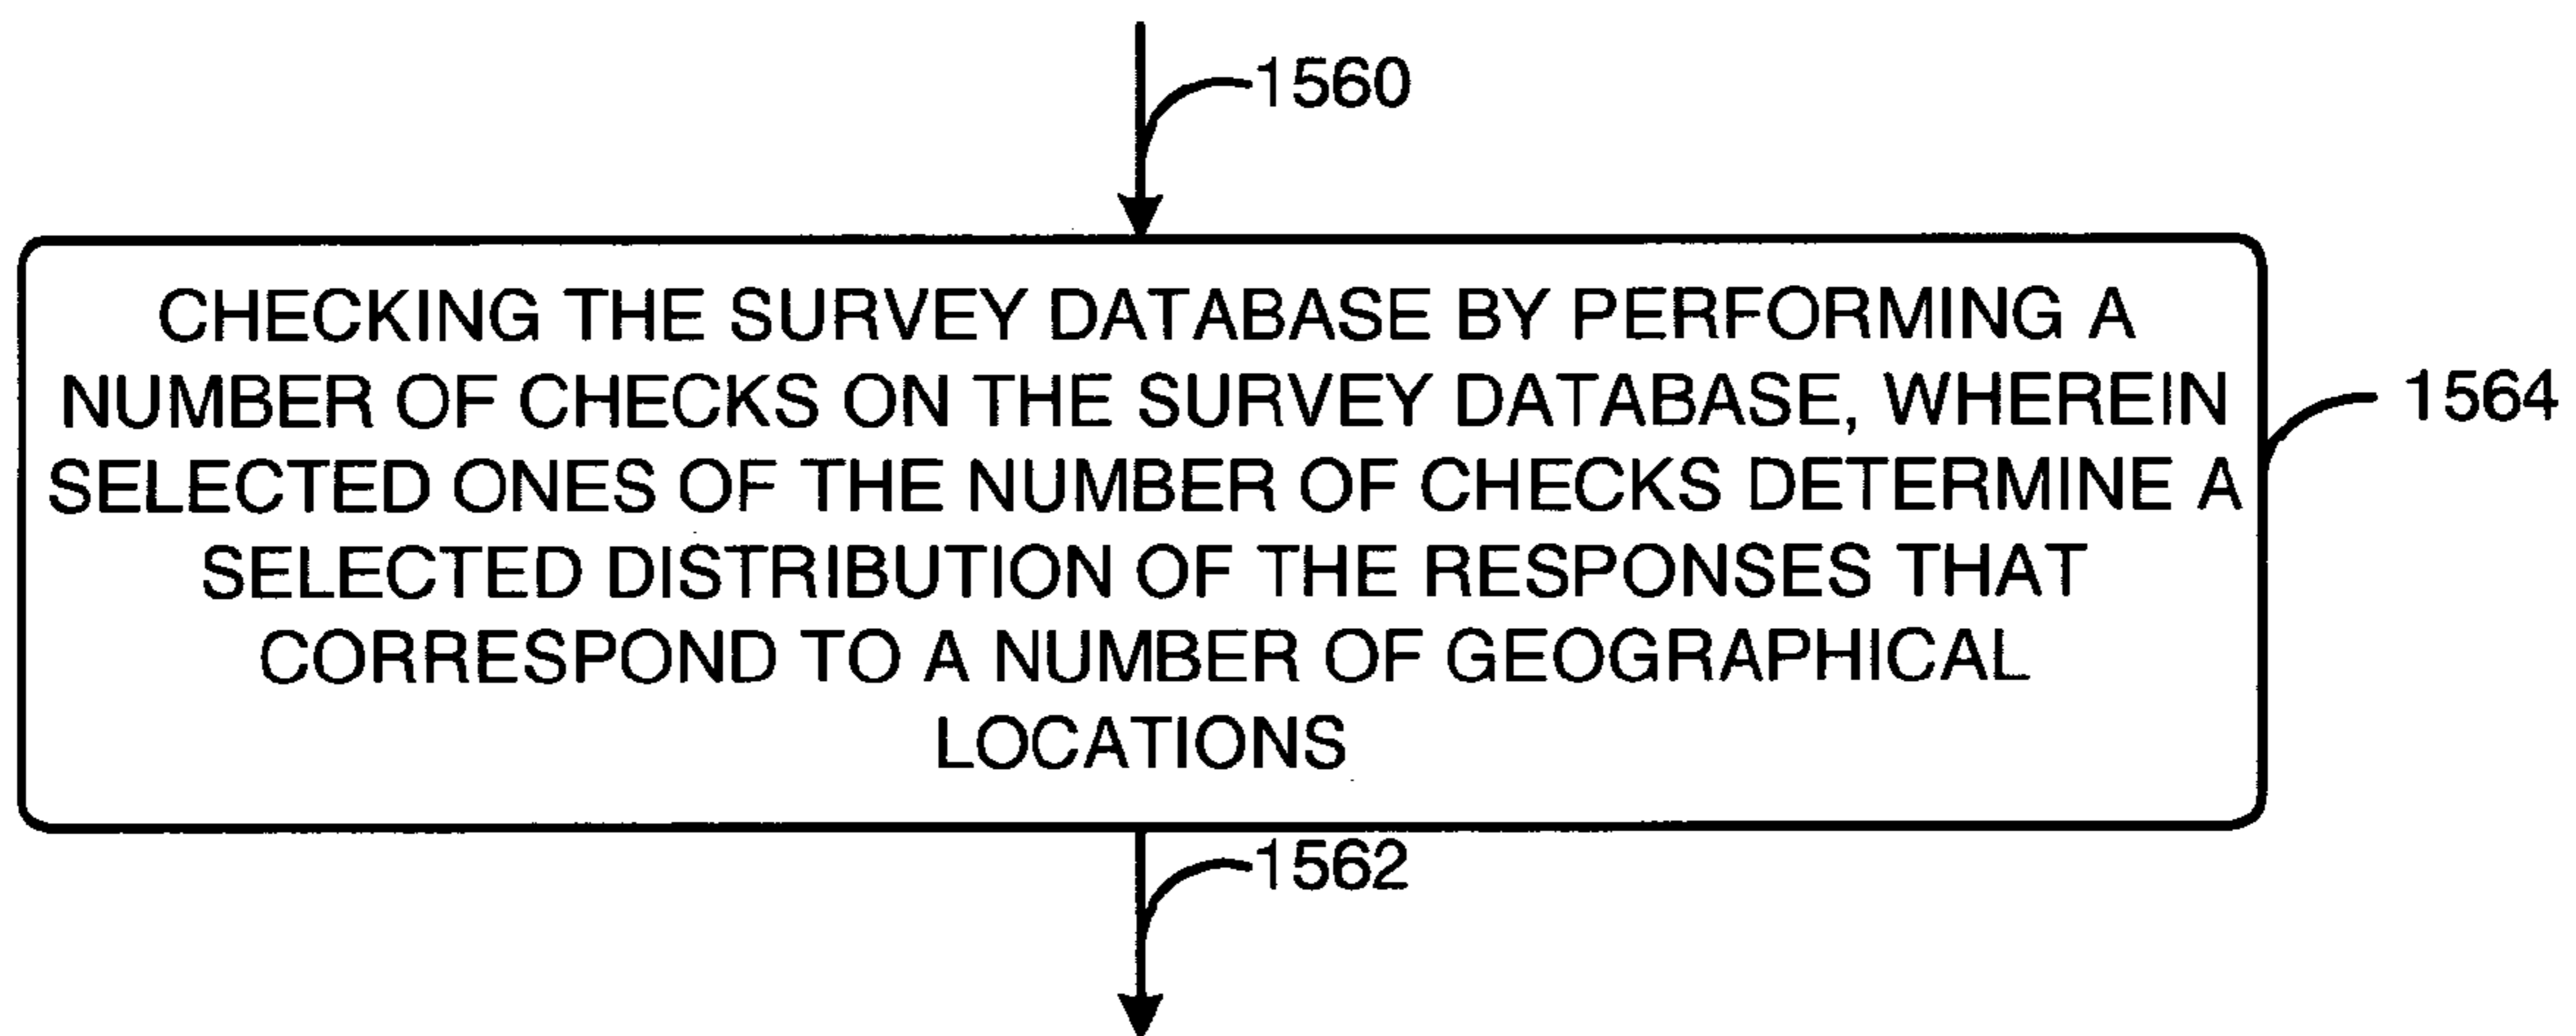 1560
CHECKING THE SURVEY DATABASE BY PERFORMING A
NUMBER OF CHECKS ON THE SURVEY DATABASE, WHEREIN
SELECTED ONES OF THE NUMBER OF CHECKS DETERMINE A
SELECTED DISTRIBUTION OF THE RESPONSES THAT
CORRESPOND TO A NUMBER OF GEOGRAPHICAL
LOCATIONS
1564
1562